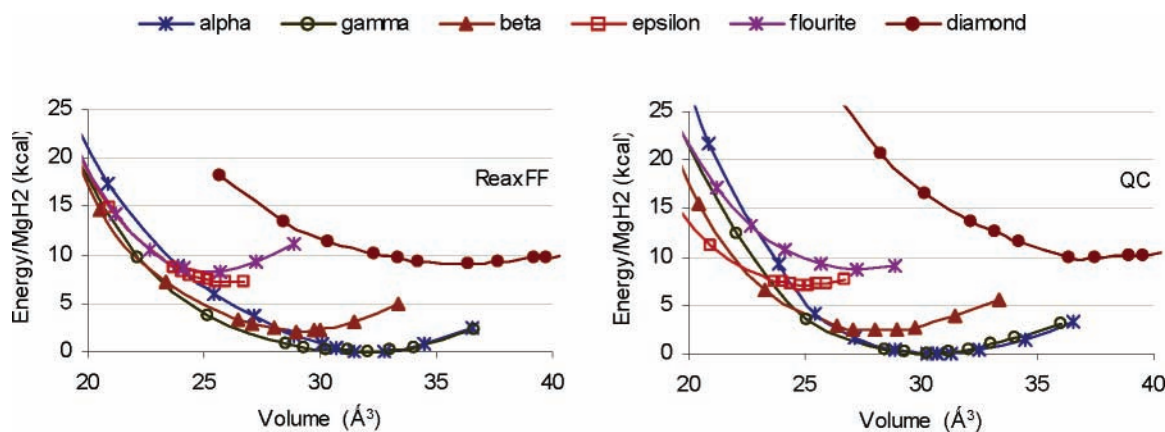 alpha gamma beta epsilon flourite diamond
25
20
15
10
5
0
Energy/MgH2 (kcal)
ReaxFF
20 25 30 35 40
Volume (Á³)
25
20
15
10
5
0
Energy/MgH2 (kcal)
QC
20 25 30 35 40
Volume (Á³)